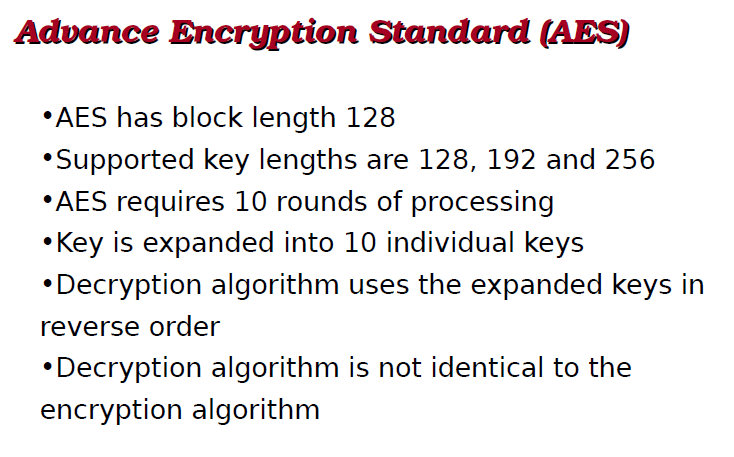 Advance Encryption Standard (AES)
•AES has block length 128
•Supported key lengths are 128, 192 and 256
•AES requires 10 rounds of processing
•Key is expanded into 10 individual keys
•Decryption algorithm uses the expanded keys in
reverse order
•Decryption algorithm is not identical to the
encryption algorithm